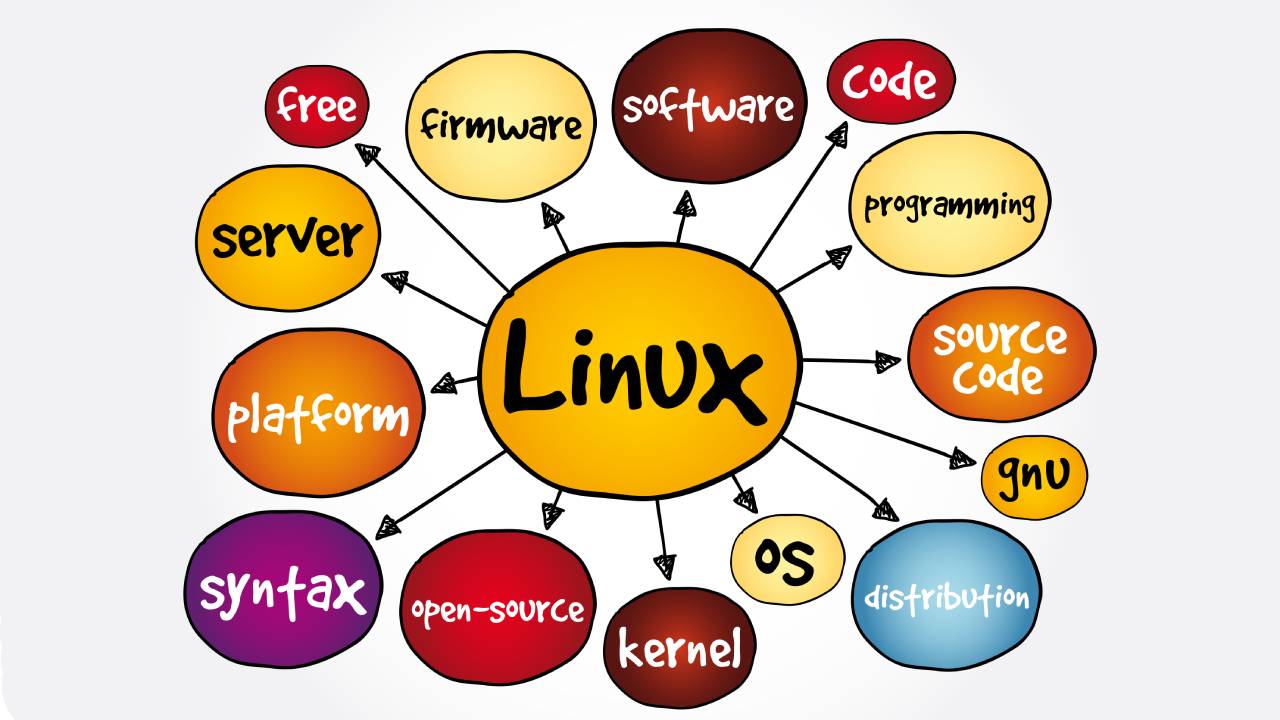 free
firmware
software
code
server
programming
Linux
source
code
platform
gnu
syntax
open-source
kernel
os
distribution